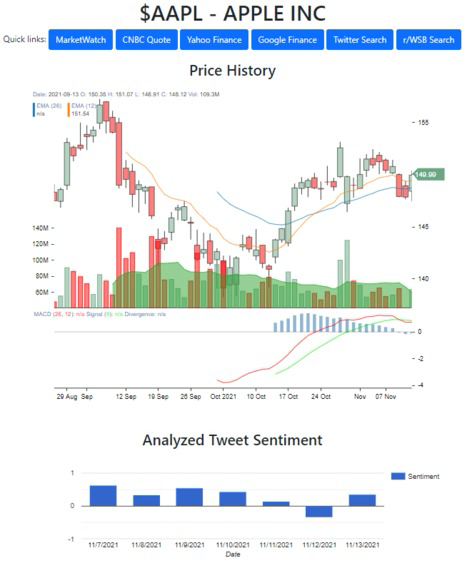 $AAPL - APPLE INC
Quick links: MarketWatch CNBC Quote Yahoo Finance Google Finance Twitter Search r/WSB Search
Price History
Date: 2021-09-13 O: 150.35 H: 151.07 L: 148.91 C: 148.12 Vol: 109.3M
EMA (26) EMA (12)
n/a 151.54
155
149.99
145
140M
120M
100M
80M
60M
140
MACD (26, 12): n/a Signal (9): n/a Divergence: n/a
0
-2
-4
29 Aug Sep 12 Sep 19 Sep 26 Sep Oct 2021 10 Oct 17 Oct 24 Oct Nov 07 Nov
Analyzed Tweet Sentiment
1
0
-1
Sentiment
11/7/2021 11/8/2021 11/9/2021 11/10/2021 11/11/2021 11/12/2021 11/13/2021
Date